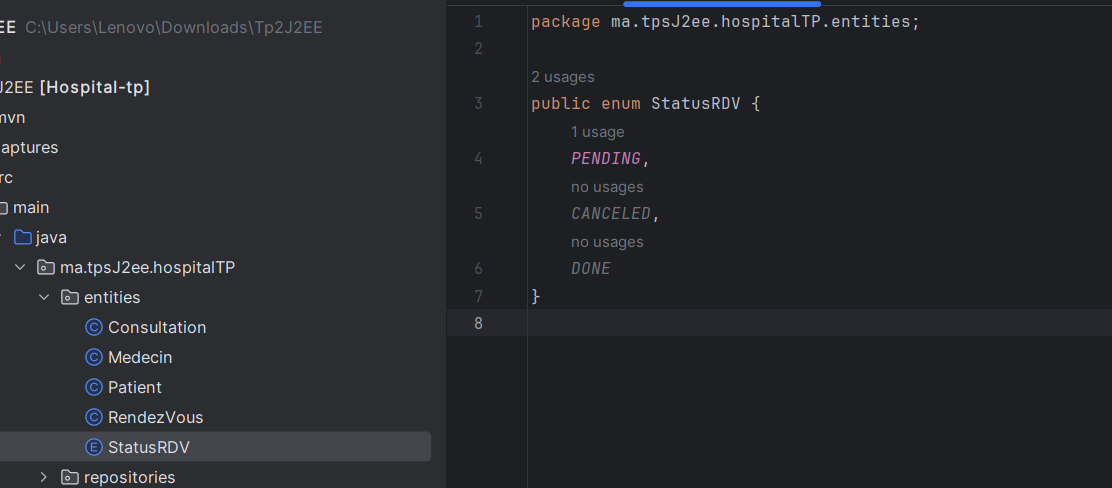 EE C:\Users\Lenovo\Downloads\Tp2J2EE
J2EE [Hospital-tp]
mvn
aptures
rc
main
java
ma.tpsJ2ee.hospitalTP
entities
Consultation
Medecin
Patient
RendezVous
StatusRDV
repositories
1 package ma.tpsJ2ee.hospitalTP.entities;
2
2 usages
3 public enum StatusRDV {
1 usage
4 PENDING,
no usages
5 CANCELED,
no usages
6 DONE
7 }
8